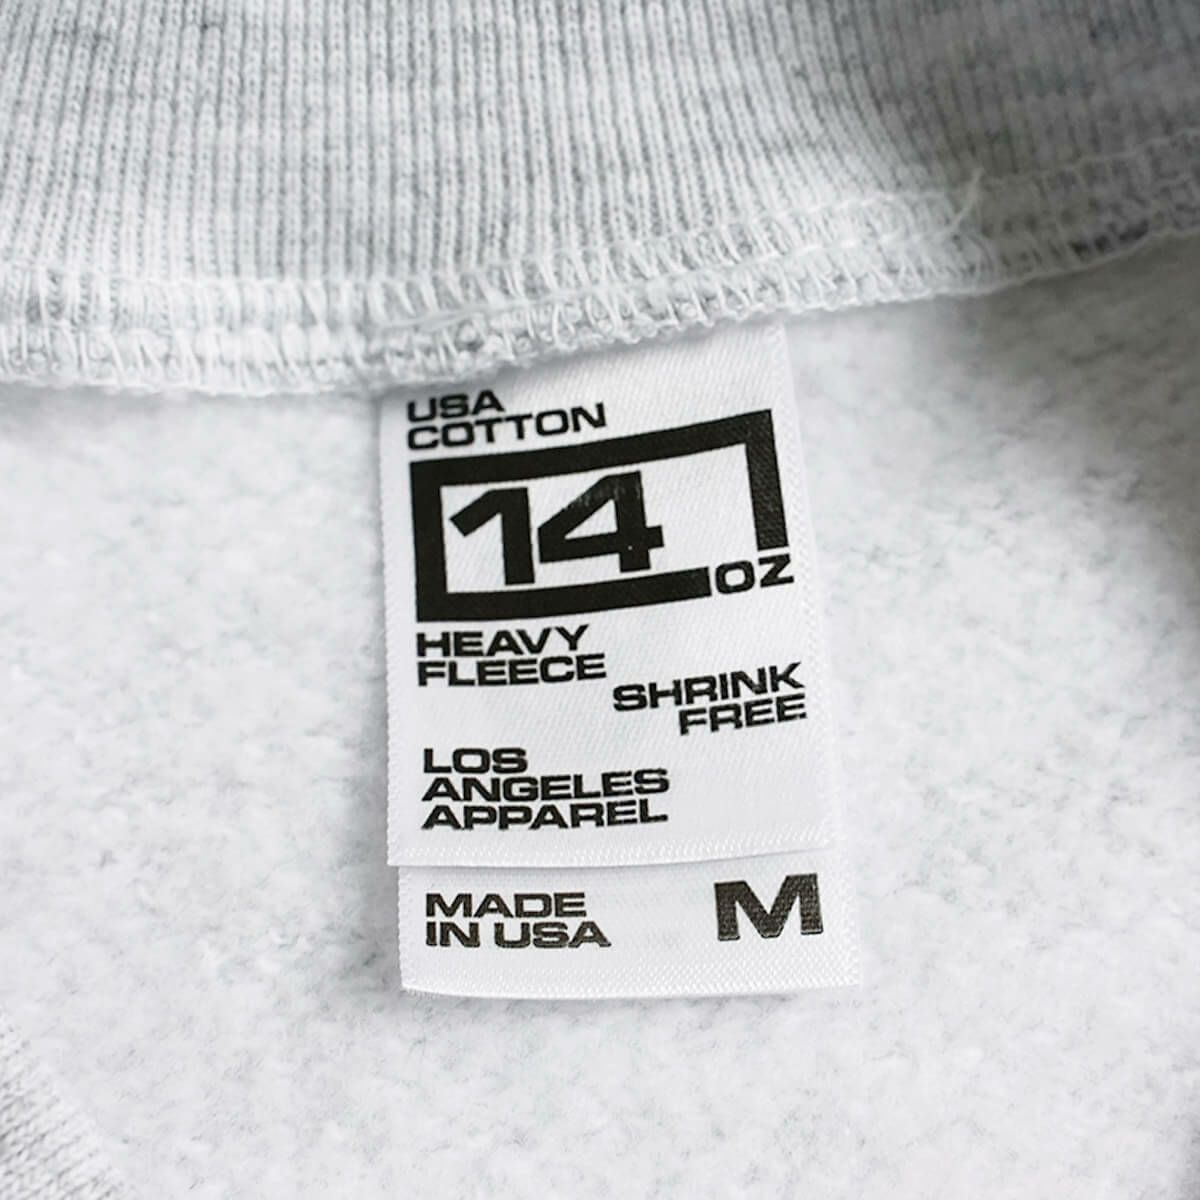 USA
COTTON
14
OZ
HEAVY
FLEECE
SHRINK
FREE
LOS
ANGELES
APPAREL
MADE
IN USA
M